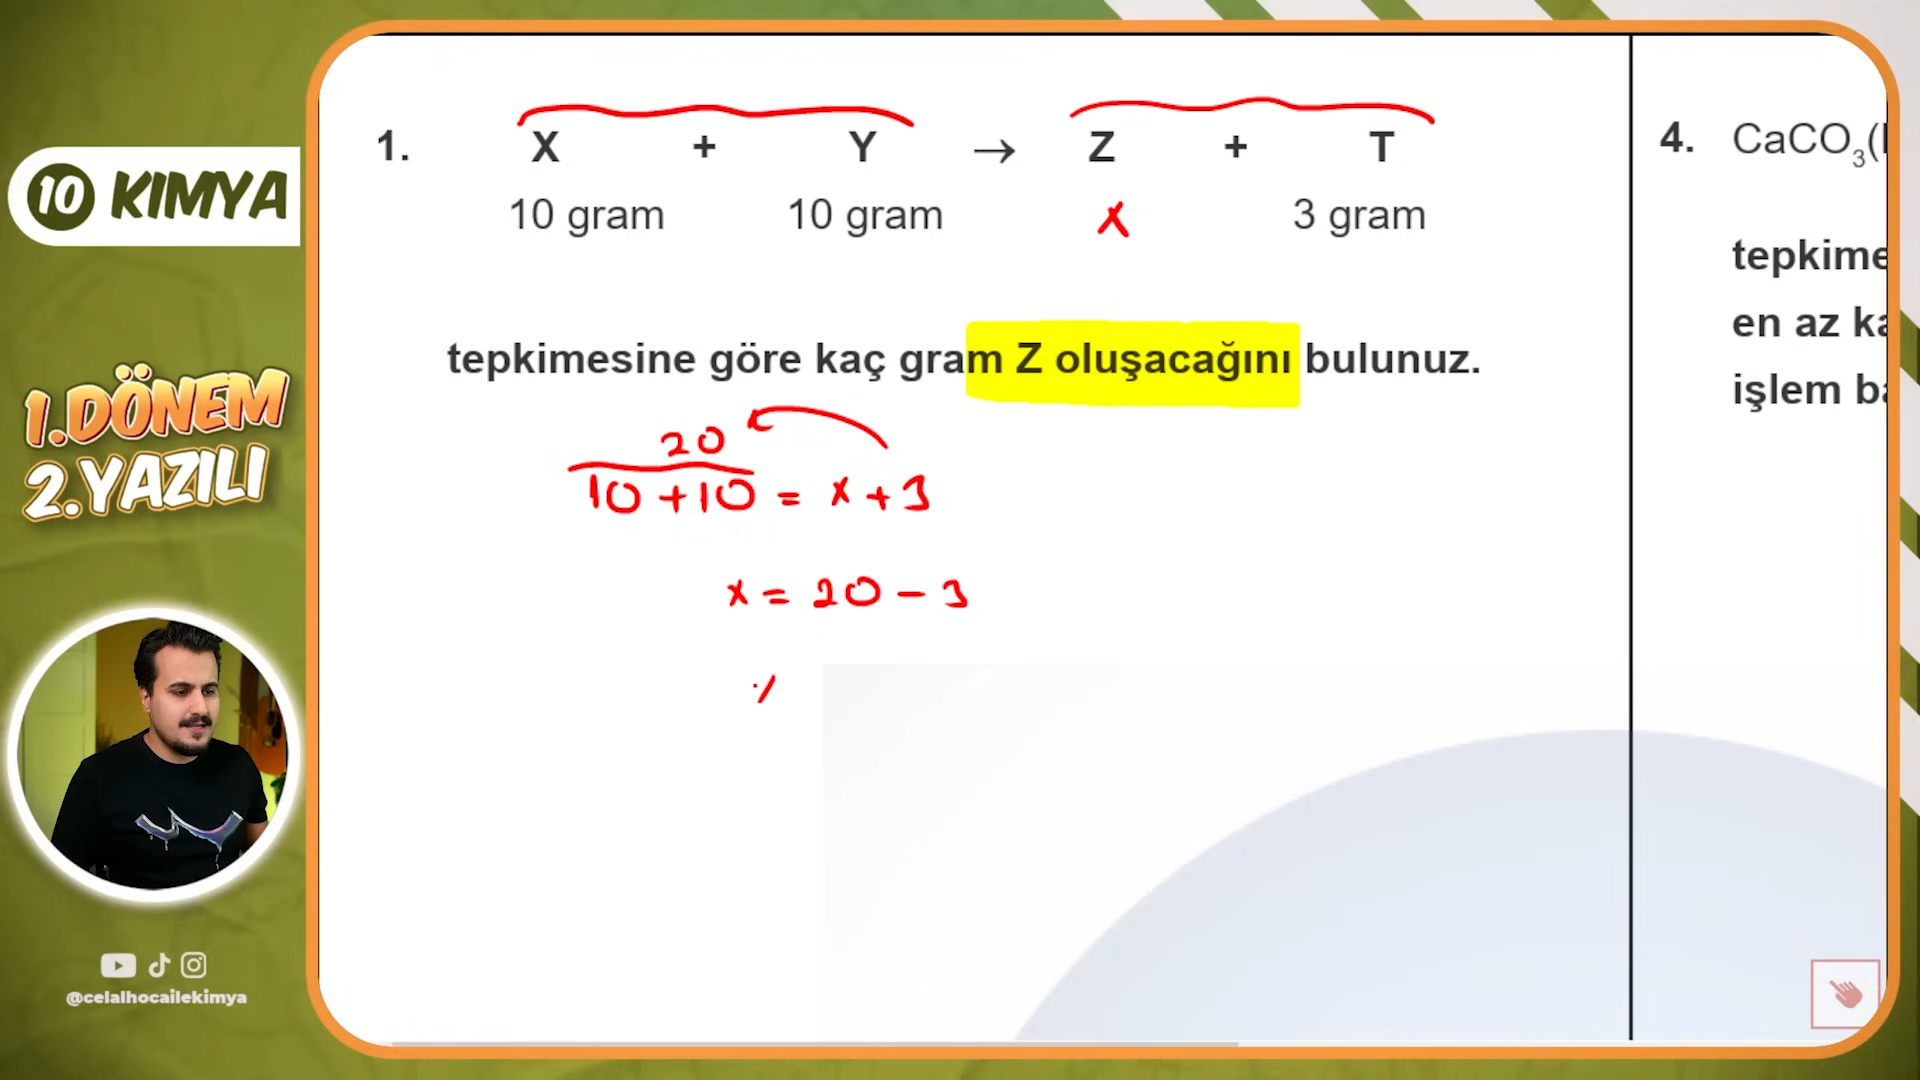 10 KIMYA
1.DÖNEM
2.YAZILI
@celalhocailekimya
1. X + Y → Z + T
10 gram 10 gram x 3 gram
tepkimesine göre kaç gram Z oluşacağını bulunuz.
20
10 + 10 = x + 3
x = 20 - 3
4. CaCO₃(
tepkime
en az ka
işlem ba